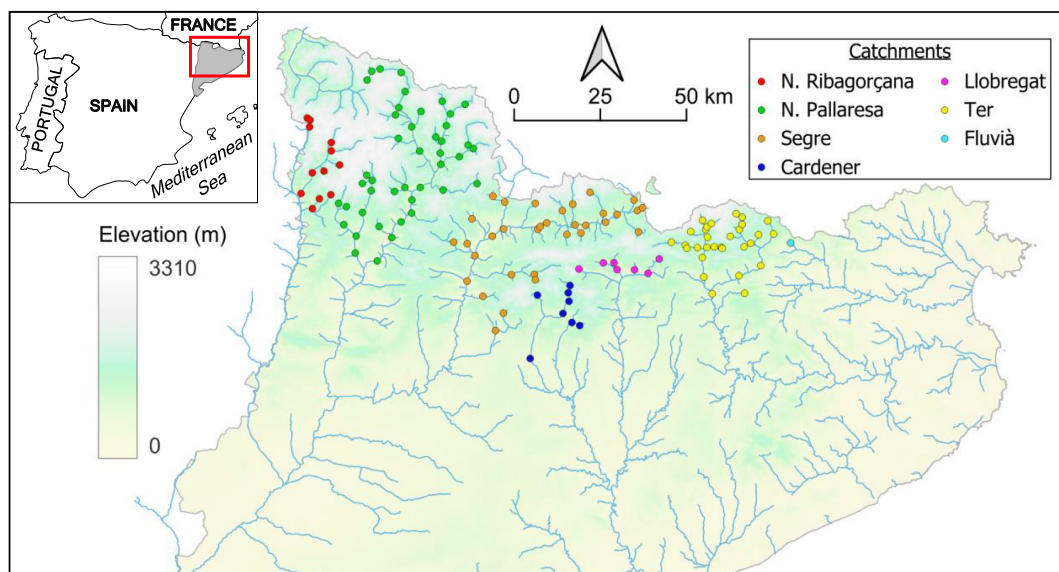 FRANCE
PORTUGAL
SPAIN
Mediterranean
Sea
0 25 50 km
Catchments
N. Ribagorçana
N. Pallaresa
Segre
Cardener
Llobregat
Ter
Fluvià
Elevation (m)
3310
0